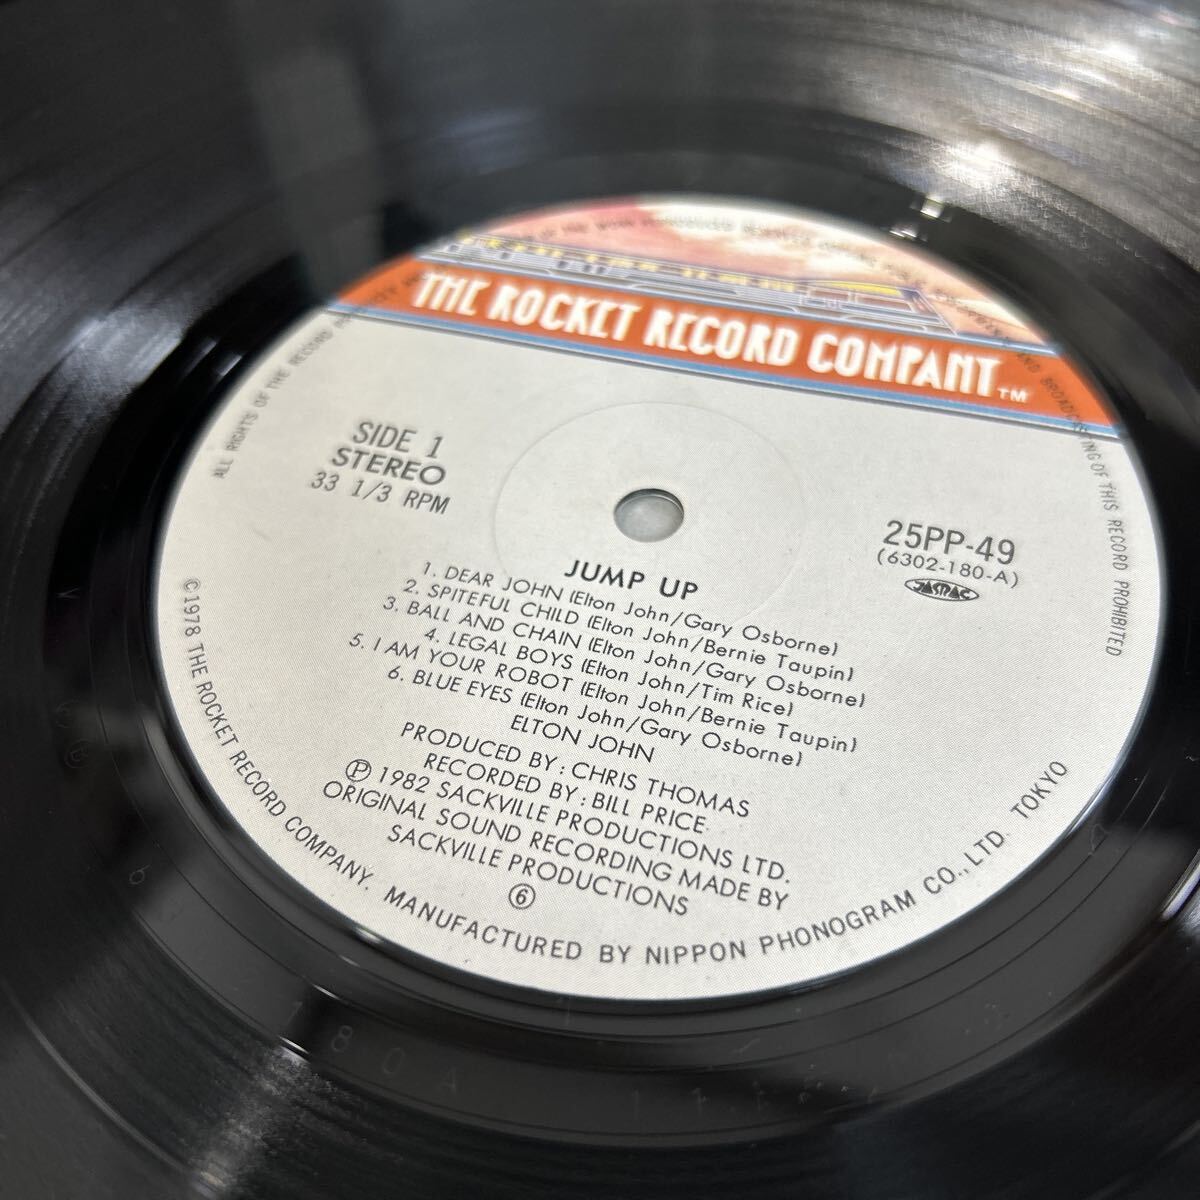 THE ROCKET RECORD COMPANY TM
SIDE 1
STEREO
33 1/3 RPM
25PP-49
(6302-180-A)
JASRAC
JUMP UP
1. DEAR JOHN (Elton John/Gary Osborne)
2. SPITEFUL CHILD (Elton John/Bernie Taupin)
3. BALL AND CHAIN (Elton John/Gary Osborne)
4. LEGAL BOYS (Elton John/Tim Rice)
5. I AM YOUR ROBOT (Elton John/Bernie Taupin)
6. BLUE EYES (Elton John/Gary Osborne)
ELTON JOHN
PRODUCED BY: CHRIS THOMAS
RECORDED BY: BILL PRICE
Ⓟ 1982 SACKVILLE PRODUCTIONS LTD.
ORIGINAL SOUND RECORDING MADE BY
SACKVILLE PRODUCTIONS
⑥
ALL RIGHTS OF THE RECORD
AND BROADCASTING OF THIS RECORD PROHIBITED
©1978 THE ROCKET RECORD COMPANY. MANUFACTURED BY NIPPON PHONOGRAM CO., LTD. TOKYO